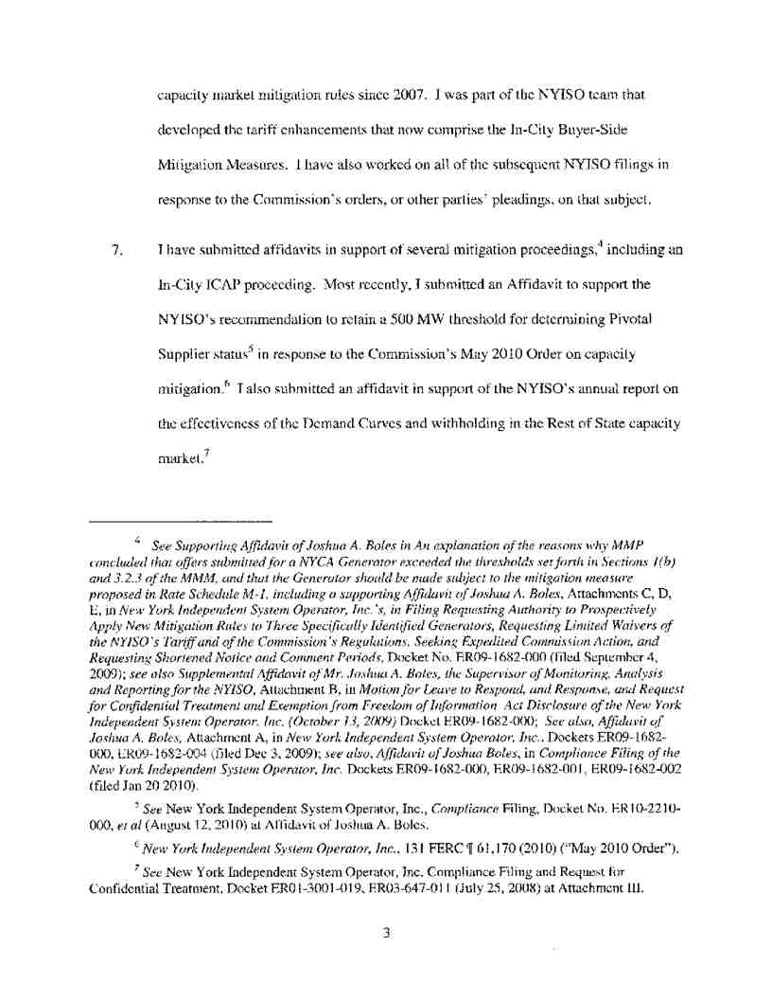 capacity market mitigation rules since 2007. I was part of the NYISO team that
developed the tariff enhancements that now comprise the In-City Buyer-Side
Mitigation Measures. I have also worked on all of the subsequent NYISO filings in
response to the Commission's orders, or other parties' pleadings, on that subject.
7. I have submitted affidavits in support of several mitigation proceedings,4 including an
In-City ICAP proceeding. Most recently, I submitted an Affidavit to support the
NYISO's recommendation to retain a 500 MW threshold for determining Pivotal
Supplier status5 in response to the Commission's May 2010 Order on capacity
mitigation.6 I also submitted an affidavit in support of the NYISO's annual report on
the effectiveness of the Demand Curves and withholding in the Rest of State capacity
market.7
4 See Supporting Affidavit of Joshua A. Boles in An explanation of the reasons why MMP
concluded that offers submitted for a NYCA Generator exceeded the thresholds set forth in Sections 1(b)
and 3.2.3 of the MMM, and that the Generator should be made subject to the mitigation measure
proposed in Rate Schedule M-1, including a supporting Affidavit of Joshua A. Boles, Attachments C, D,
E, in New York Independent System Operator, Inc.'s, in Filing Requesting Authority to Prospectively
Apply New Mitigation Rules to Three Specifically Identified Generators, Requesting Limited Waivers of
the NYISO's Tariff and of the Commission's Regulations, Seeking Expedited Commission Action, and
Requesting Shortened Notice and Comment Periods, Docket No. ER09-1682-000 (filed September 4,
2009); see also Supplemental Affidavit of Mr. Joshua A. Boles, the Supervisor of Monitoring, Analysis
and Reporting for the NYISO, Attachment B, in Motion for Leave to Respond, and Response, and Request
for Confidential Treatment and Exemption from Freedom of Information Act Disclosure of the New York
Independent System Operator, Inc. (October 13, 2009) Docket ER09-1682-000; See also, Affidavit of
Joshua A. Boles, Attachment A, in New York Independent System Operator, Inc., Dockets ER09-1682-
000, ER09-1682-004 (filed Dec 3, 2009); see also, Affidavit of Joshua Boles, in Compliance Filing of the
New York Independent System Operator, Inc. Dockets ER09-1682-000, ER09-1682-001, ER09-1682-002
(filed Jan 20 2010).
5 See New York Independent System Operator, Inc., Compliance Filing, Docket No. ER10-2210-
000, et al (August 12, 2010) at Affidavit of Joshua A. Boles.
6 New York Independent System Operator, Inc., 131 FERC ¶ 61,170 (2010) ("May 2010 Order").
7 See New York Independent System Operator, Inc. Compliance Filing and Request for
Confidential Treatment, Docket ER01-3001-019, ER03-647-011 (July 25, 2008) at Attachment III.
3